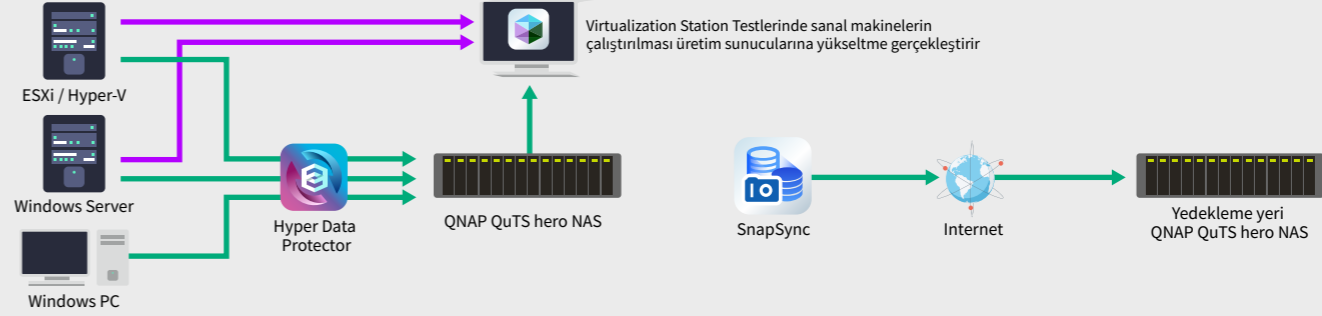 Virtualization Station Testlerinde sanal makinelerin
çalıştırılması üretim sunucularına yükseltme gerçekleştirir
ESXi / Hyper-V
Windows Server
Hyper Data
Protector
QNAP QuTS hero NAS
SnapSync
Internet
Yedekleme yeri
QNAP QuTS hero NAS
Windows PC